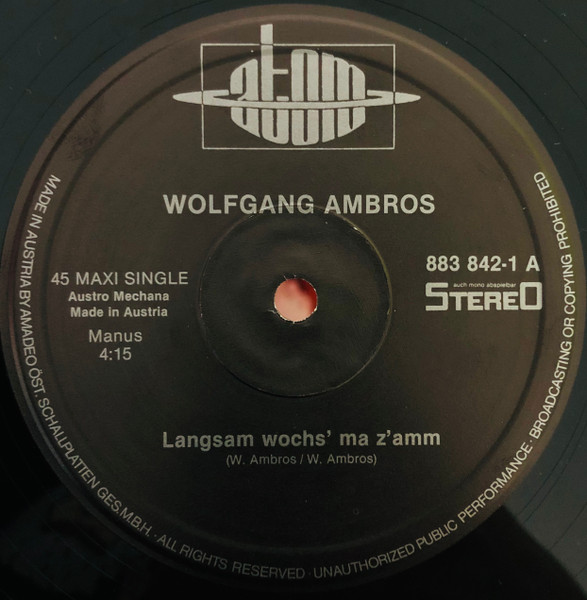 atom
WOLFGANG AMBROS
45 MAXI SINGLE
Austro Mechana
Made in Austria
Manus
4:15
883 842-1 A
auch mono abspielbar
STEREO
Langsam wochs' ma z'amm
(W. Ambros / W. Ambros)
MADE IN AUSTRIA BY AMADEO ÖST. SCHALLPLATTEN GES.M.B.H. · ALL RIGHTS RESERVED · UNAUTHORIZED PUBLIC PERFORMANCE · BROADCASTING OR COPYING PROHIBITED